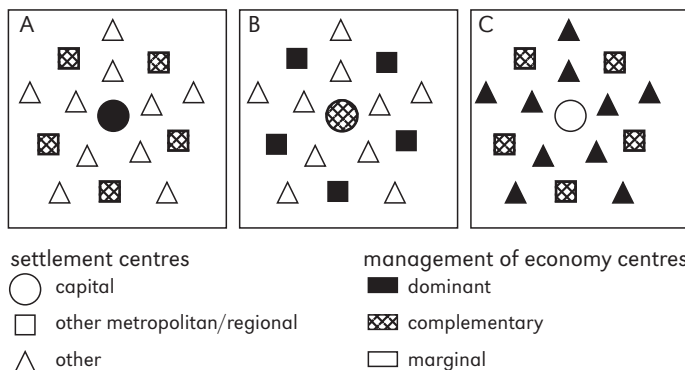 A B C
settlement centres
capital
other metropolitan/regional
other
management of economy centres
dominant
complementary
marginal